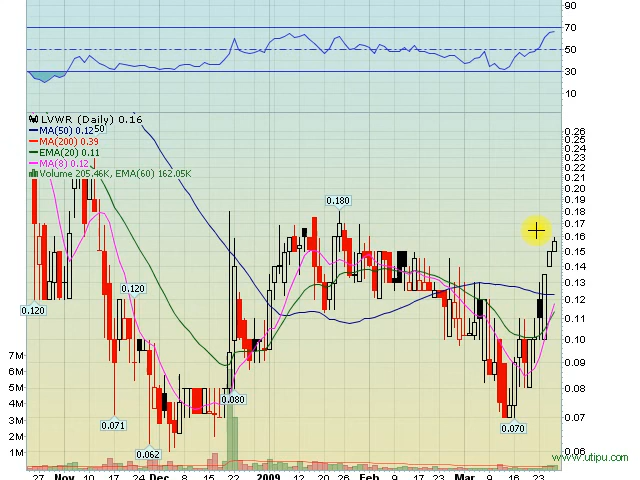 90
70
50
30
10
LVWR (Daily) 0.16
MA(50) 0.1250
MA(200) 0.39
EMA(20) 0.11
MA(8) 0.12
Volume 205.46K, EMA(60) 162.05K
0.26
0.25
0.24
0.23
0.22
0.21
0.20
0.19
0.18
0.17
0.16
0.15
0.14
0.13
0.12
0.11
0.10
0.09
0.08
0.07
0.06
0.180
0.120
0.120
0.080
0.071
0.062
0.070
7M
6M
5M
4M
3M
2M
1M
www.utipu.com
27 Nov 10 17 24 Dec 8 15 22 2009 12 20 26 Feb 9 17 23 Mar 9 16 23